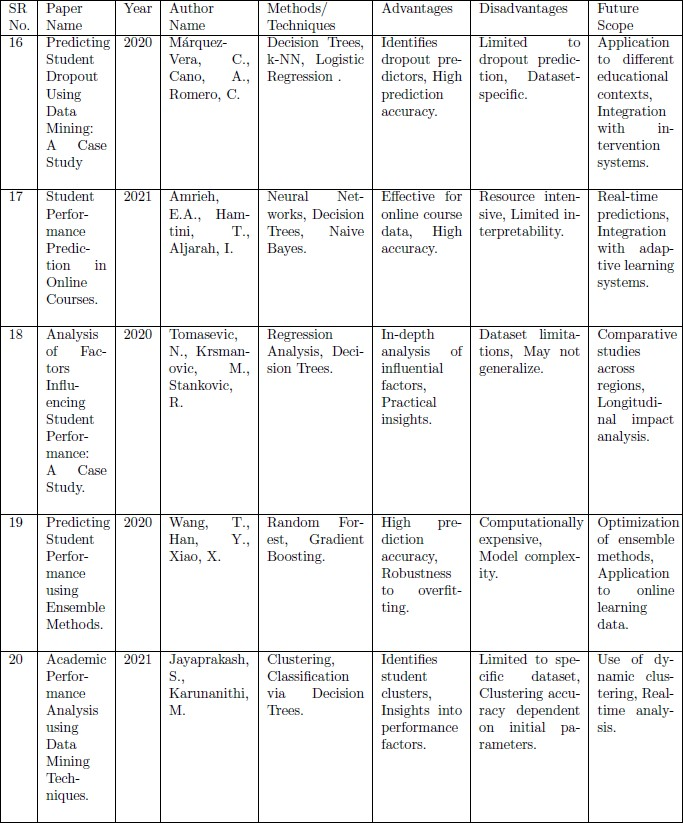 SR
No.
Paper
Name
Year
Author
Name
Methods/
Techniques
Advantages
Disadvantages
Future
Scope
16
Predicting
Student
Dropout
Using
Data
Mining:
A Case
Study
2020
Márquez-
Vera, C.,
Cano, A.,
Romero, C.
Decision Trees,
k-NN, Logistic
Regression .
Identifies
dropout pre-
dictors, High
prediction
accuracy.
Limited to
dropout predic-
tion, Dataset-
specific.
Application
to different
educational
contexts,
Integration
with in-
tervention
systems.
17
Student
Perfor-
mance
Predic-
tion in
Online
Courses.
2021
Amrieh,
E.A., Ham-
tini, T.,
Aljarah, I.
Neural Net-
works, Decision
Trees, Naive
Bayes.
Effective for
online course
data, High
accuracy.
Resource inten-
sive, Limited in-
terpretability.
Real-time
predictions,
Integration
with adap-
tive learning
systems.
18
Analysis
of Fac-
tors
Influ-
encing
Student
Perfor-
mance:
A Case
Study.
2020
Tomasevic,
N., Krsman-
ovic, M.,
Stankovic,
R.
Regression
Analysis, Deci-
sion Trees.
In-depth
analysis of
influential
factors,
Practical
insights.
Dataset limita-
tions, May not
generalize.
Comparative
studies
across
regions,
Longitudi-
nal impact
analysis.
19
Predicting
Student
Perfor-
mance
using
Ensemble
Methods.
2020
Wang, T.,
Han, Y.,
Xiao, X.
Random For-
est, Gradient
Boosting.
High pre-
diction
accuracy,
Robustness
to overfit-
ting.
Computationally
expensive,
Model complex-
ity.
Optimization
of ensemble
methods,
Application
to online
learning
data.
20
Academic
Perfor-
mance
Analysis
using
Data
Mining
Tech-
niques.
2021
Jayaprakash,
S.,
Karunanithi,
M.
Clustering,
Classification
via Decision
Trees.
Identifies
student
clusters,
Insights into
performance
factors.
Limited to spe-
cific dataset,
Clustering accu-
racy dependent
on initial pa-
rameters.
Use of dy-
namic clus-
tering, Real-
time analy-
sis.